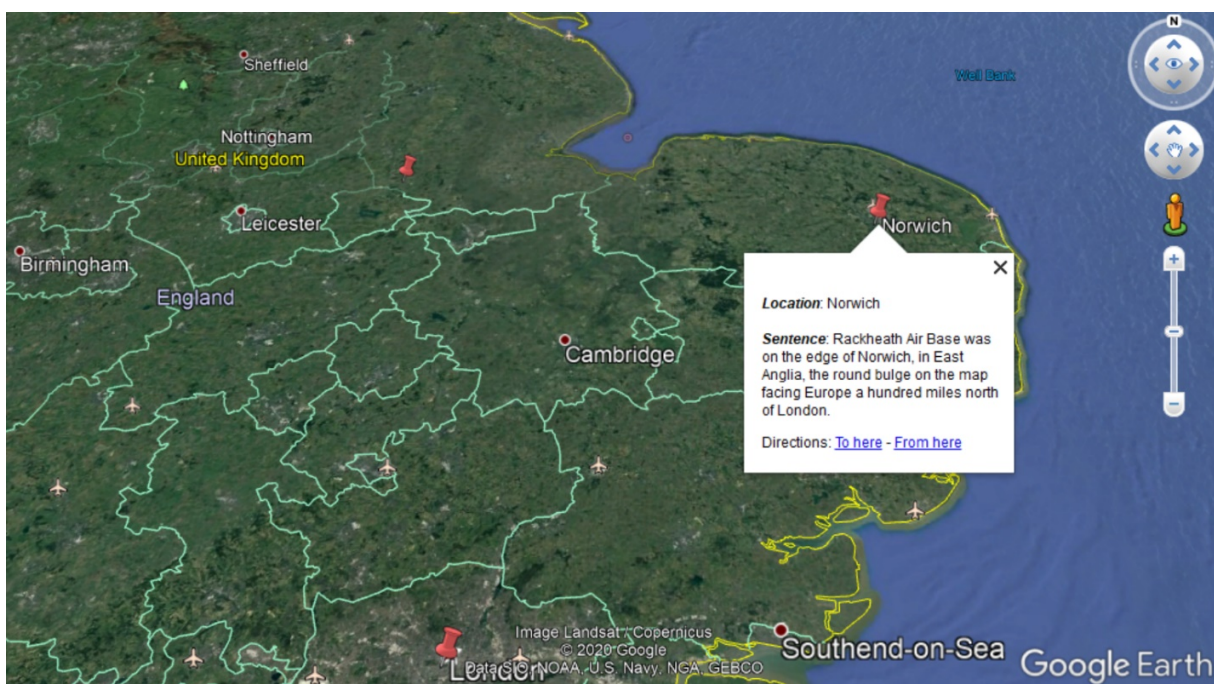 N
Sheffield
Well Bank
Nottingham
United Kingdom
Leicester
Norwich
Birmingham
England
Location: Norwich
Sentence: Rackheath Air Base was
on the edge of Norwich, in East
Anglia, the round bulge on the map
facing Europe a hundred miles north
of London.
Directions: To here - From here
Cambridge
Image Landsat / Copernicus
© 2020 Google
Data SIO, NOAA, U.S. Navy, NGA, GEBCO
London
Southend-on-Sea
Google Earth